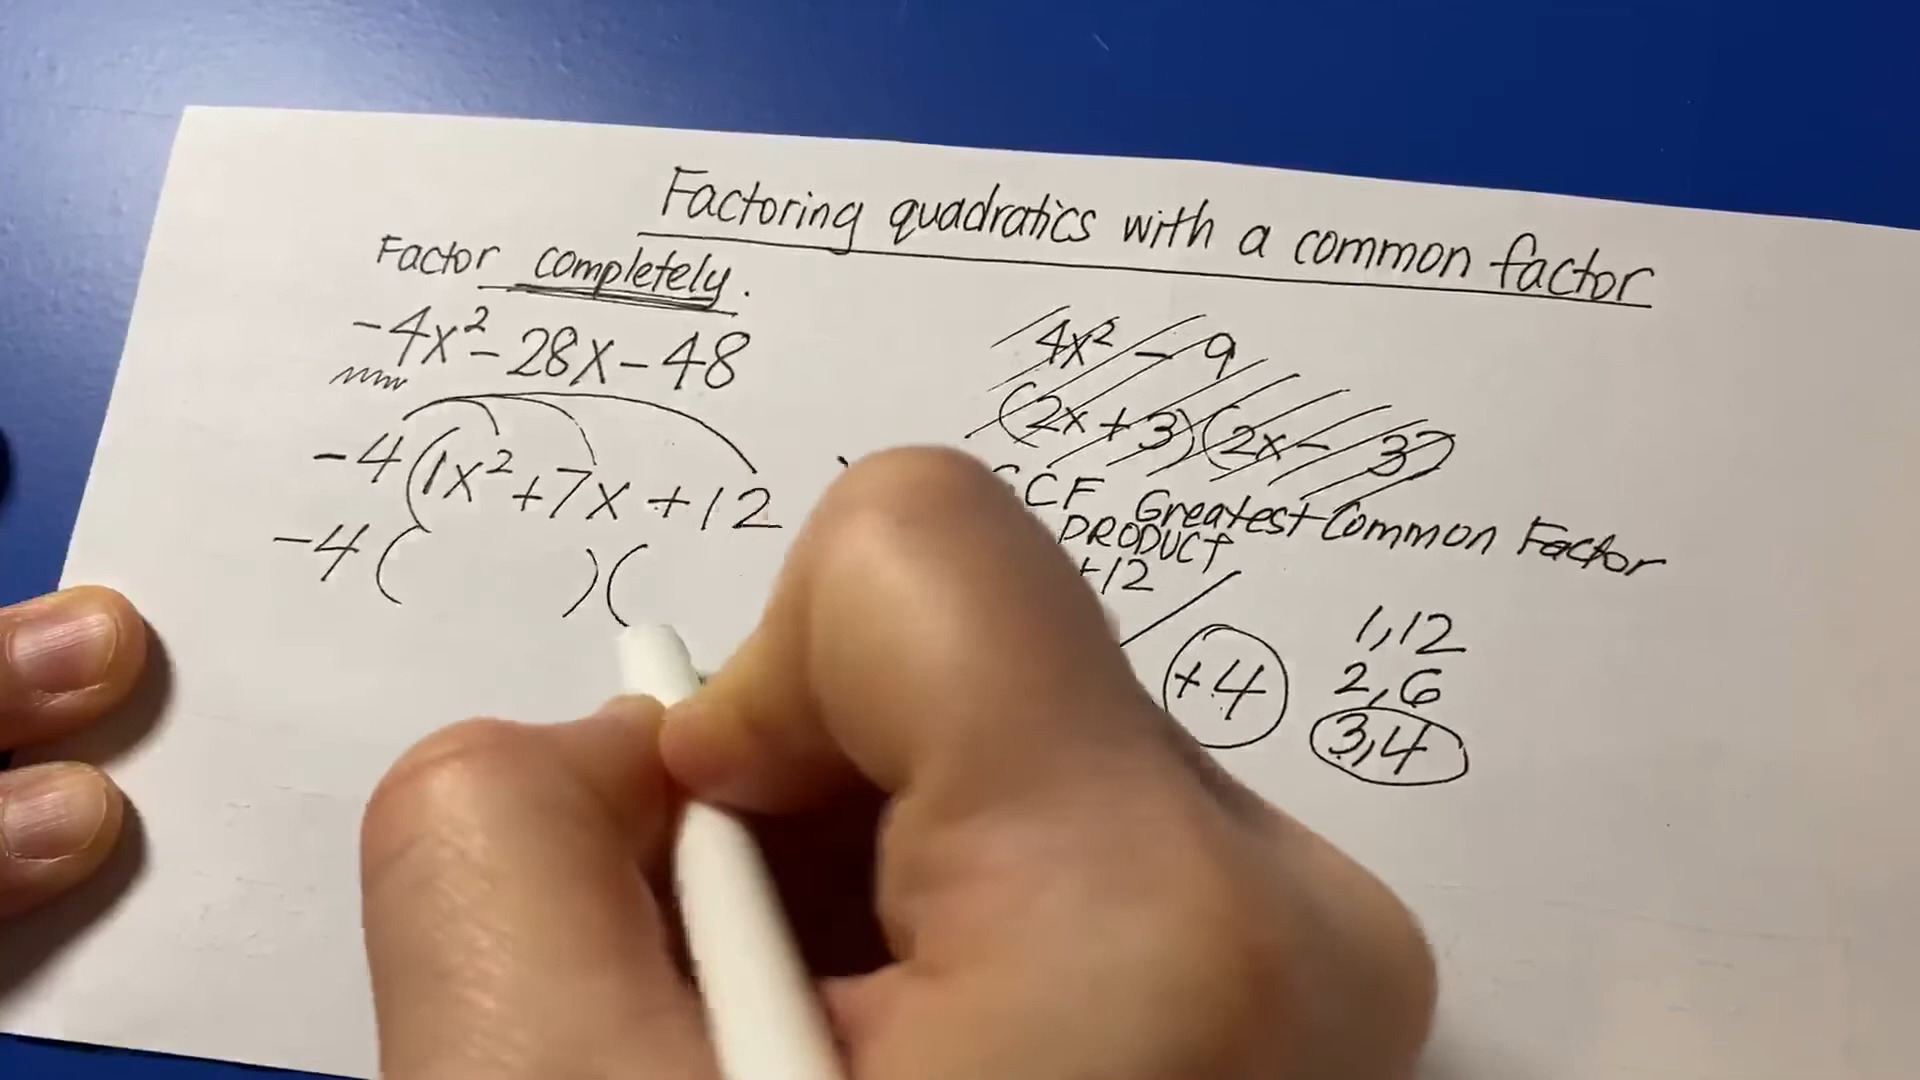 Factoring quadratics with a common factor
Factor completely.
-4x² - 28x - 48
-4(1x² + 7x + 12
-4(          )(
4x² - 9
(2x + 3)(2x - 3)
CF Greatest Common Factor
PRODUCT
+12
+4
1,12
2,6
3,4